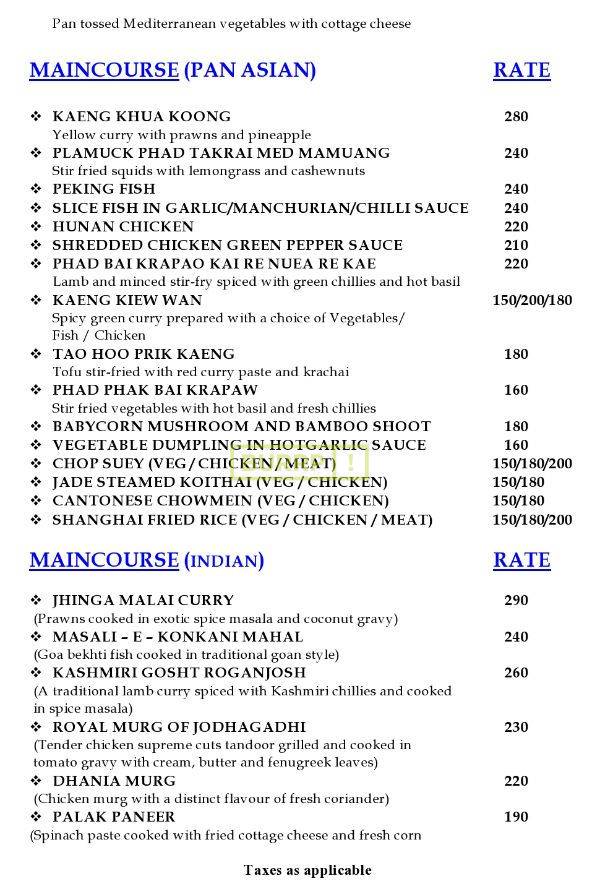 Pan tossed Mediterranean vegetables with cottage cheese
MAINCOURSE (PAN ASIAN) RATE
❖ KAENG KHUA KOONG 280
Yellow curry with prawns and pineapple
❖ PLAMUCK PHAD TAKRAI MED MAMUANG 240
Stir fried squids with lemongrass and cashewnuts
❖ PEKING FISH 240
❖ SLICE FISH IN GARLIC/MANCHURIAN/CHILLI SAUCE 240
❖ HUNAN CHICKEN 220
❖ SHREDDED CHICKEN GREEN PEPPER SAUCE 210
❖ PHAD BAI KRAPAO KAI RE NUEA RE KAE 220
Lamb and minced stir-fry spiced with green chillies and hot basil
❖ KAENG KIEW WAN 150/200/180
Spicy green curry prepared with a choice of Vegetables/
Fish / Chicken
❖ TAO HOO PRIK KAENG 180
Tofu stir-fried with red curry paste and krachai
❖ PHAD PHAK BAI KRAPAW 160
Stir fried vegetables with hot basil and fresh chillies
❖ BABYCORN MUSHROOM AND BAMBOO SHOOT 180
❖ VEGETABLE DUMPLING IN HOTGARLIC SAUCE 160
❖ CHOP SUEY (VEG / CHICKEN/ MEAT) 150/180/200
❖ JADE STEAMED KOITHAI (VEG / CHICKEN) 150/180
❖ CANTONESE CHOWMEIN (VEG / CHICKEN) 150/180
❖ SHANGHAI FRIED RICE (VEG / CHICKEN / MEAT) 150/180/200
MAINCOURSE (INDIAN) RATE
❖ JHINGA MALAI CURRY 290
(Prawns cooked in exotic spice masala and coconut gravy)
❖ MASALI – E – KONKANI MAHAL 240
(Goa bekhti fish cooked in traditional goan style)
❖ KASHMIRI GOSHT ROGANJOSH 260
(A traditional lamb curry spiced with Kashmiri chillies and cooked
in spice masala)
❖ ROYAL MURG OF JODHAGADHI 230
(Tender chicken supreme cuts tandoor grilled and cooked in
tomato gravy with cream, butter and fenugreek leaves)
❖ DHANIA MURG 220
(Chicken murg with a distinct flavour of fresh coriander)
❖ PALAK PANEER 190
(Spinach paste cooked with fried cottage cheese and fresh corn
Taxes as applicable